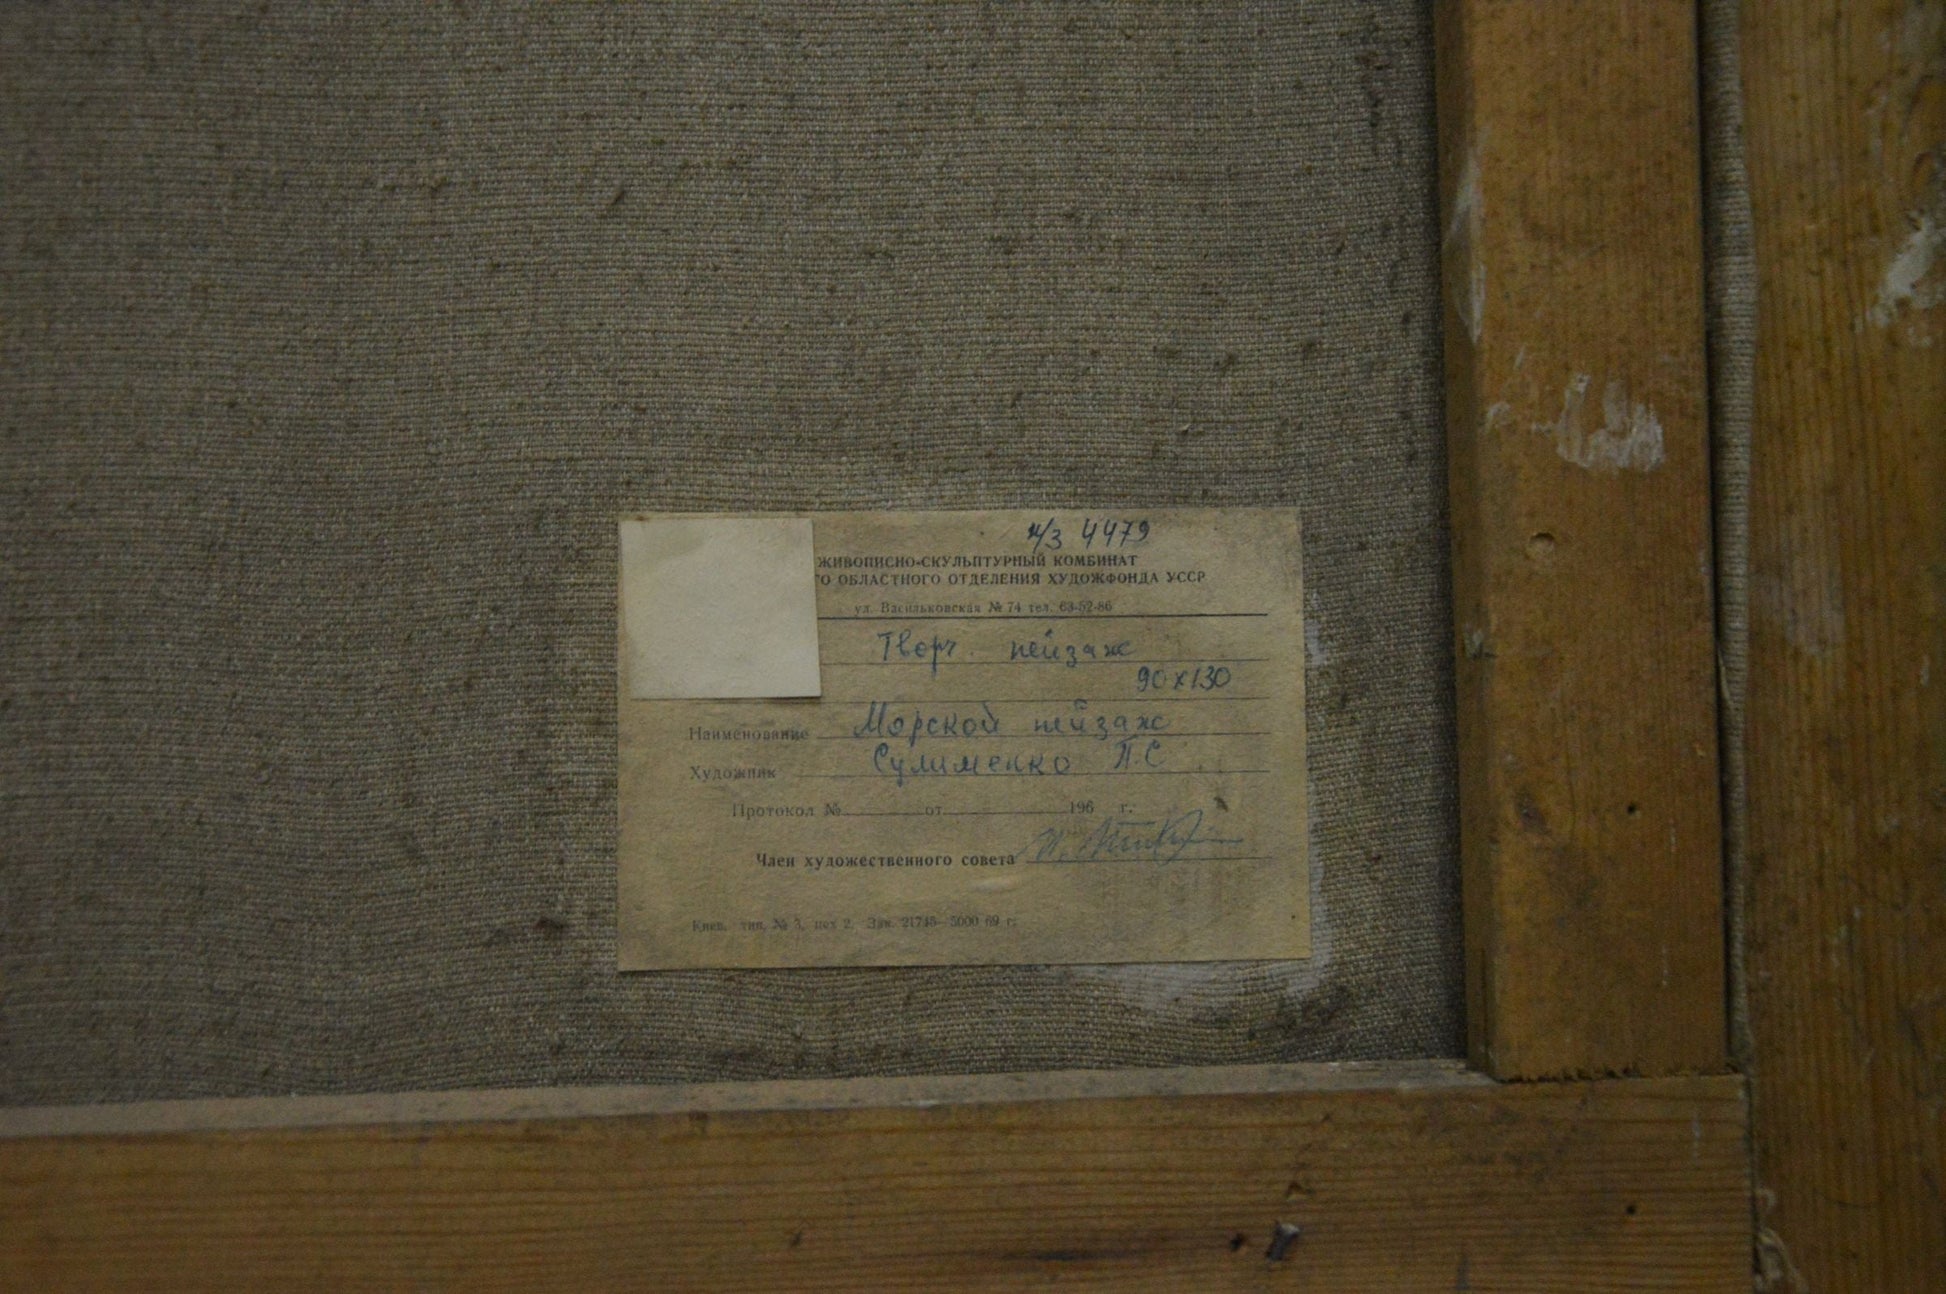 н/з 4479
ЖИВОПИСНО-СКУЛЬПТУРНЫЙ КОМБИНАТ
ГО ОБЛАСТНОГО ОТДЕЛЕНИЯ ХУДОЖФОНДА УССР
ул. Васильковская № 74 тел. 63-52-86
Творч. пейзаж
90х130
Наименование Морской пейзаж
Художник Сулименко П.С
Протокол № от 196 г.
Член художественного совета
Киев, тип. № 3, цех 2. Зак. 21745—5000 69 г.